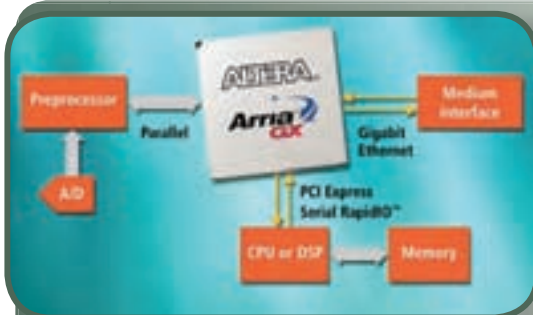 ALTERA
Arria
GX
Preprocessor
Parallel
Medium
interface
Gigabit
Ethernet
A/D
PCI Express
Serial RapidIO™
CPU or DSP
Memory